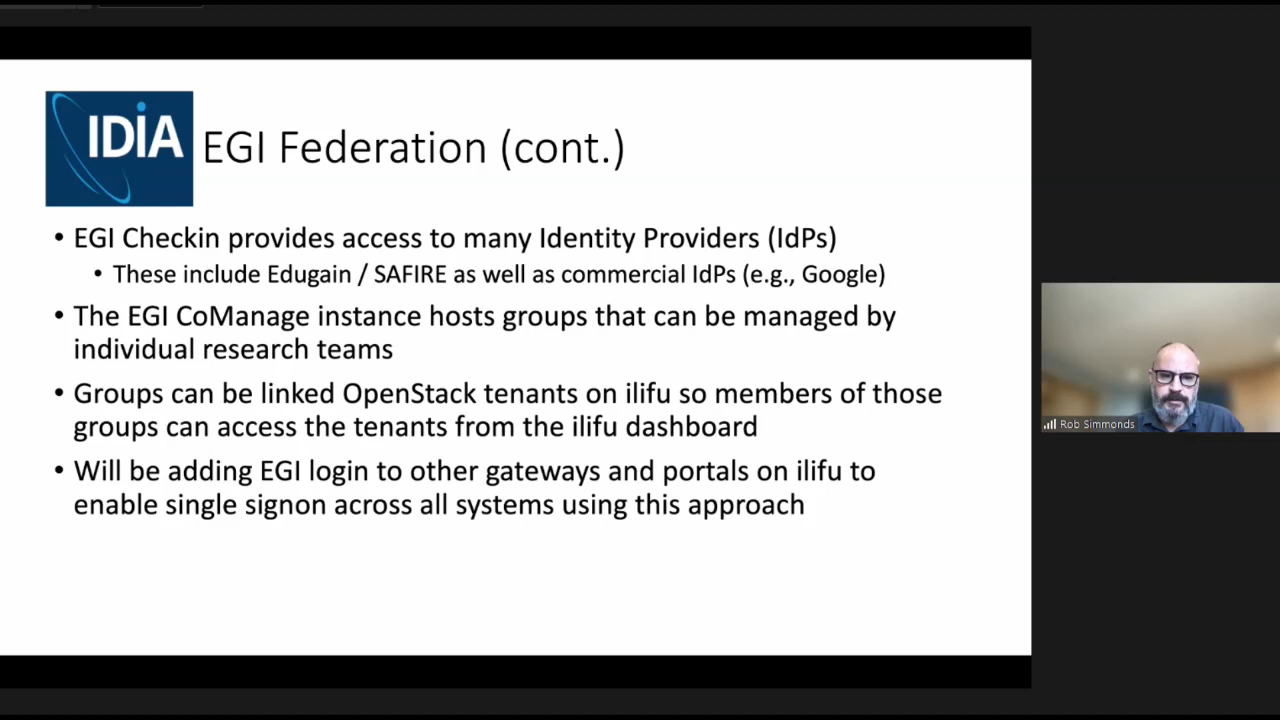 IDIA
EGI Federation (cont.)
• EGI Checkin provides access to many Identity Providers (IdPs)
• These include Edugain / SAFIRE as well as commercial IdPs (e.g., Google)
• The EGI CoManage instance hosts groups that can be managed by
individual research teams
• Groups can be linked OpenStack tenants on ilifu so members of those
groups can access the tenants from the ilifu dashboard
• Will be adding EGI login to other gateways and portals on ilifu to
enable single signon across all systems using this approach
Rob Simmonds